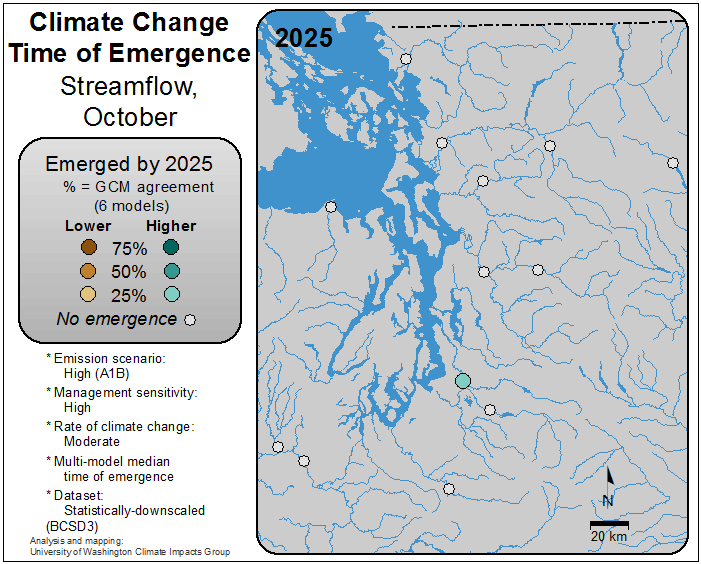 Climate Change
Time of Emergence
Streamflow,
October
Emerged by 2025
% = GCM agreement
(6 models)
Lower Higher
75%
50%
25%
No emergence
* Emission scenario:
High (A1B)
* Management sensitivity:
High
* Rate of climate change:
Moderate
* Multi-model median
time of emergence
* Dataset:
Statistically-downscaled
(BCSD3)
Analysis and mapping:
University of Washington Climate Impacts Group
2025
N
20 km